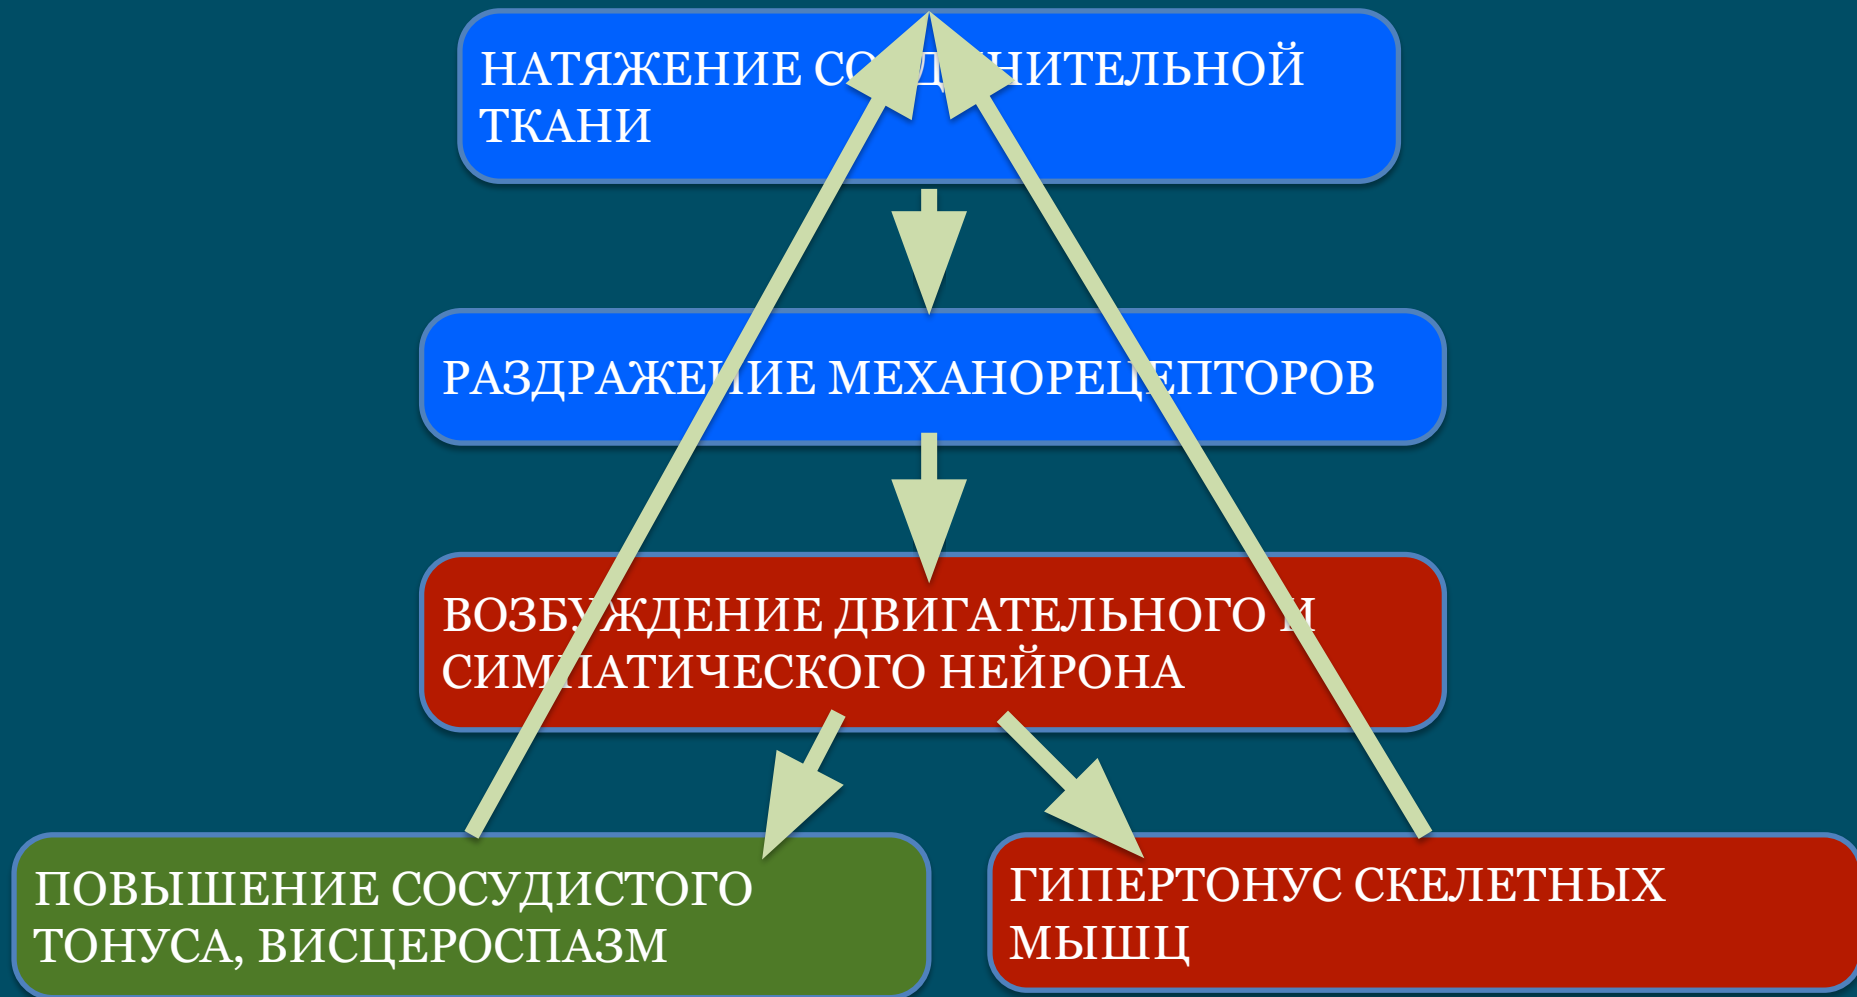 НАТЯЖЕНИЕ СОЕДИНИТЕЛЬНОЙ
ТКАНИ
РАЗДРАЖЕНИЕ МЕХАНОРЕЦЕПТОРОВ
ВОЗБУЖДЕНИЕ ДВИГАТЕЛЬНОГО И
СИМПАТИЧЕСКОГО НЕЙРОНА
ПОВЫШЕНИЕ СОСУДИСТОГО
ТОНУСА, ВИСЦЕРОСПАЗМ
ГИПЕРТОНУС СКЕЛЕТНЫХ
МЫШЦ